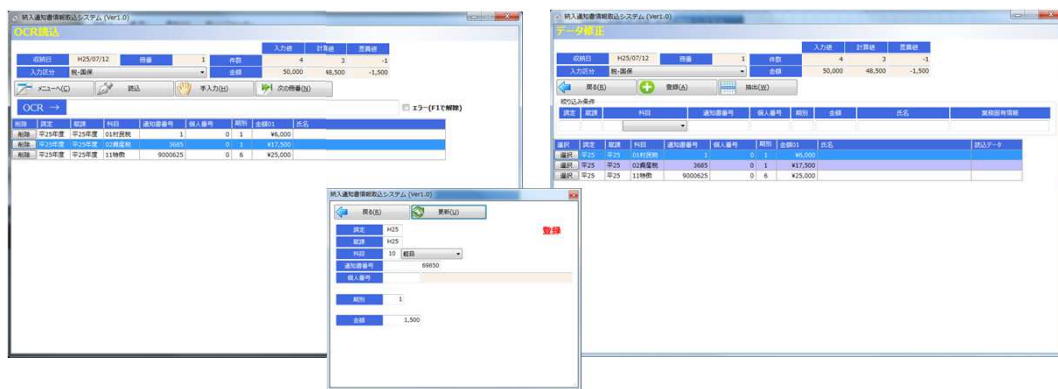 納入通知書情報取込システム (Ver1.0)
OCR読込
入力値 計算値 差異値
収納日 H25/07/12 冊番 1 件数 4 3 -1
入力区分 税・国保 金額 50,000 48,500 -1,500
メニューへ(C) 読込 手入力(H) 次の冊番(N)
OCR → エラー(F1で解除)
削除 調定 賦課 科目 通知書番号 個人番号 期別 金額01 氏名
削除 平25年度 平25年度 01村民税 1 0 1 ¥6,000
削除 平25年度 平25年度 02資産税 3685 0 1 ¥17,500
削除 平25年度 平25年度 11特徴 9000625 0 6 ¥25,000
納入通知書情報取込システム (Ver1.0)
データ修正
入力値 計算値 差異値
収納日 H25/07/12 冊番 1 件数 4 3 -1
入力区分 税・国保 金額 50,000 48,500 -1,500
戻る(R) 登録(A) 抽出(W)
絞り込み条件
調定 賦課 科目 通知書番号 個人番号 期別 金額 氏名 業務固有情報
選択 調定 賦課 科目 通知書番号 個人番号 期別 金額01 氏名 読込データ
選択 平25 平25 01村民税 1 0 1 ¥6,000
選択 平25 平25 02資産税 3685 0 1 ¥17,500
選択 平25 平25 11特徴 9000625 0 6 ¥25,000
納入通知書情報取込システム (Ver1.0)
戻る(R) 更新(U)
調定 H25 登録
賦課 H25
科目 10 軽自
通知書番号 69850
個人番号
期別 1
金額 1,500